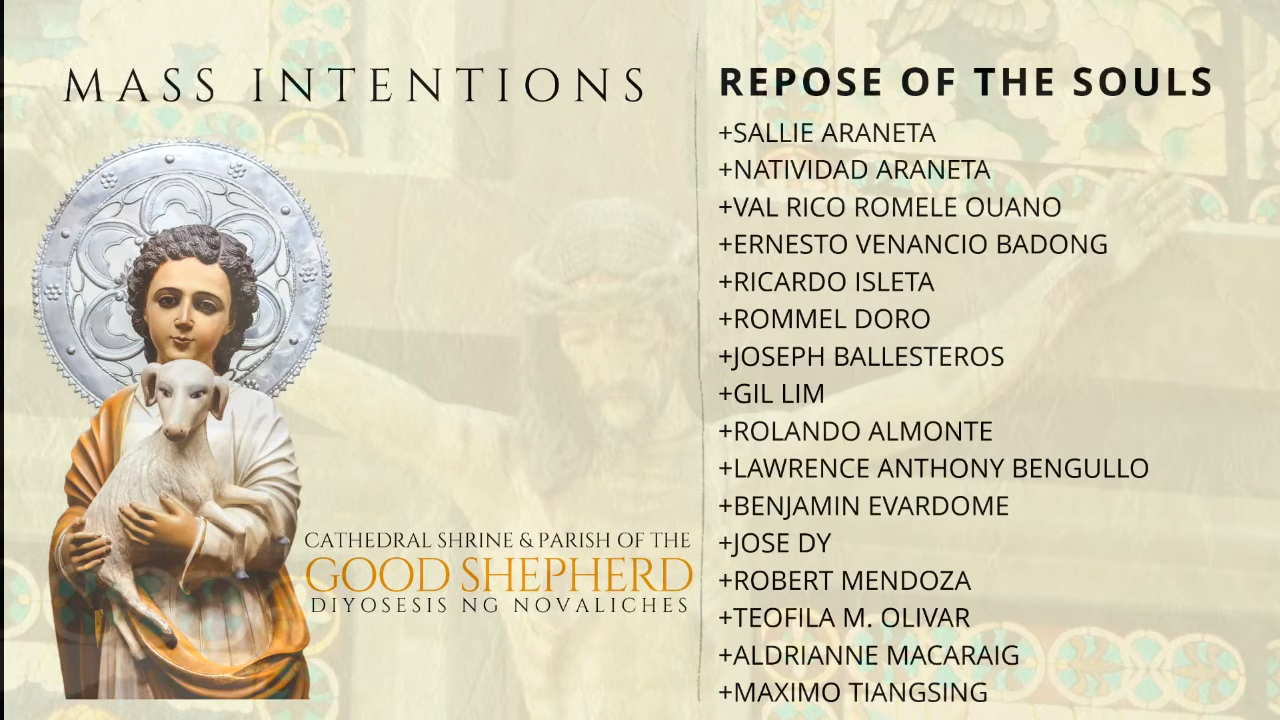 MASS INTENTIONS
CATHEDRAL SHRINE & PARISH OF THE
GOOD SHEPHERD
DIYOSESIS NG NOVALICHES
REPOSE OF THE SOULS
+SALLIE ARANETA
+NATIVIDAD ARANETA
+VAL RICO ROMELE OUANO
+ERNESTO VENANCIO BADONG
+RICARDO ISLETA
+ROMMEL DORO
+JOSEPH BALLESTEROS
+GIL LIM
+ROLANDO ALMONTE
+LAWRENCE ANTHONY BENGULLO
+BENJAMIN EVARDOME
+JOSE DY
+ROBERT MENDOZA
+TEOFILA M. OLIVAR
+ALDRIANNE MACARAIG
+MAXIMO TIANGSING